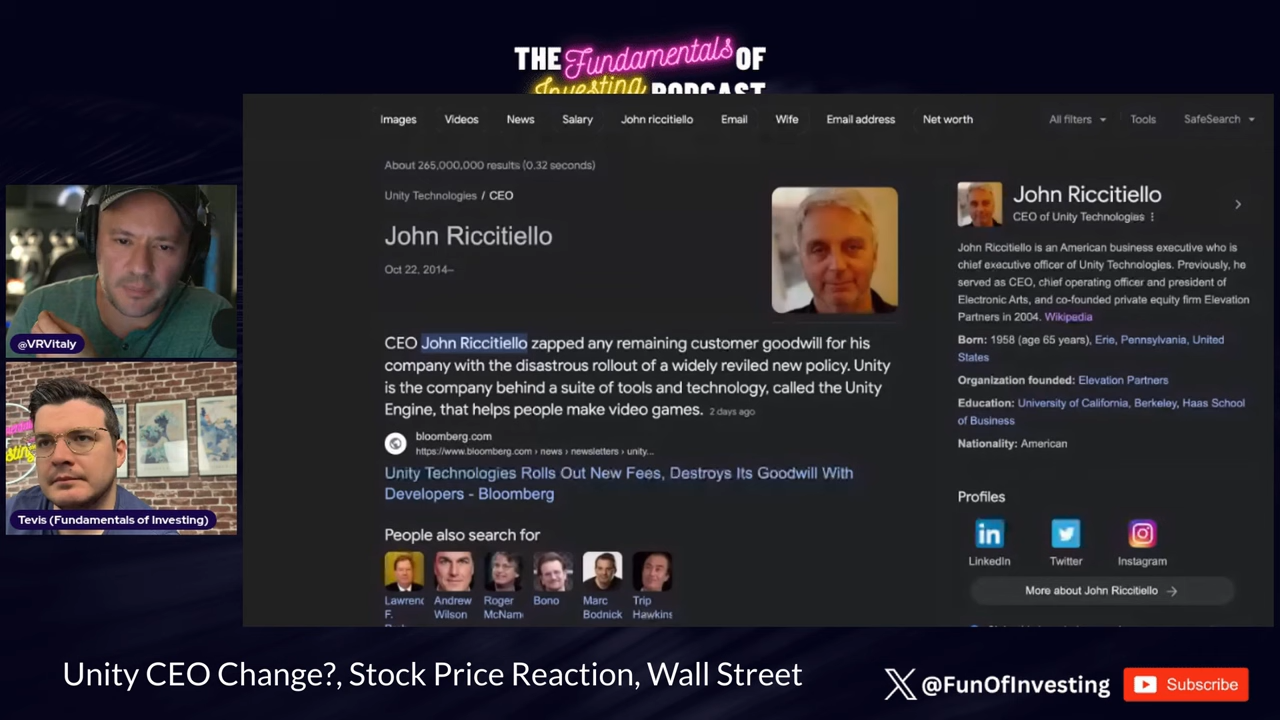 THE Fundamentals OF
Investing PODCAST
Images Videos News Salary John riccitiello Email Wife Email address Net worth All filters Tools SafeSearch
About 265,000,000 results (0.32 seconds)
Unity Technologies / CEO
John Riccitiello
Oct 22, 2014–
CEO John Riccitiello zapped any remaining customer goodwill for his
company with the disastrous rollout of a widely reviled new policy. Unity
is the company behind a suite of tools and technology, called the Unity
Engine, that helps people make video games. 2 days ago
bloomberg.com
https://www.bloomberg.com › news › newsletters › unity...
Unity Technologies Rolls Out New Fees, Destroys Its Goodwill With
Developers - Bloomberg
People also search for
Lawrenc
F.
Andrew
Wilson
Roger
McNam
Bono
Marc
Bodnick
Trip
Hawkins
John Riccitiello
CEO of Unity Technologies
John Riccitiello is an American business executive who is
chief executive officer of Unity Technologies. Previously, he
served as CEO, chief operating officer and president of
Electronic Arts, and co-founded private equity firm Elevation
Partners in 2004. Wikipedia
Born: 1958 (age 65 years), Erie, Pennsylvania, United
States
Organization founded: Elevation Partners
Education: University of California, Berkeley, Haas School
of Business
Nationality: American
Profiles
LinkedIn Twitter Instagram
More about John Riccitiello →
@VRVitaly
Tevis (Fundamentals of Investing)
Unity CEO Change?, Stock Price Reaction, Wall Street
@FunOfInvesting
Subscribe